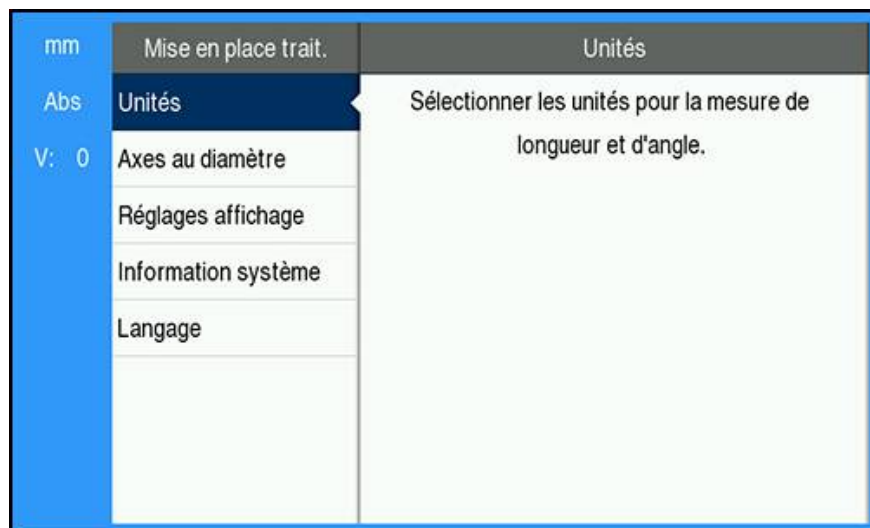 mm
Abs
V: 0
Mise en place trait.
Unités
Axes au diamètre
Réglages affichage
Information système
Langage
Unités
Sélectionner les unités pour la mesure de
longueur et d'angle.